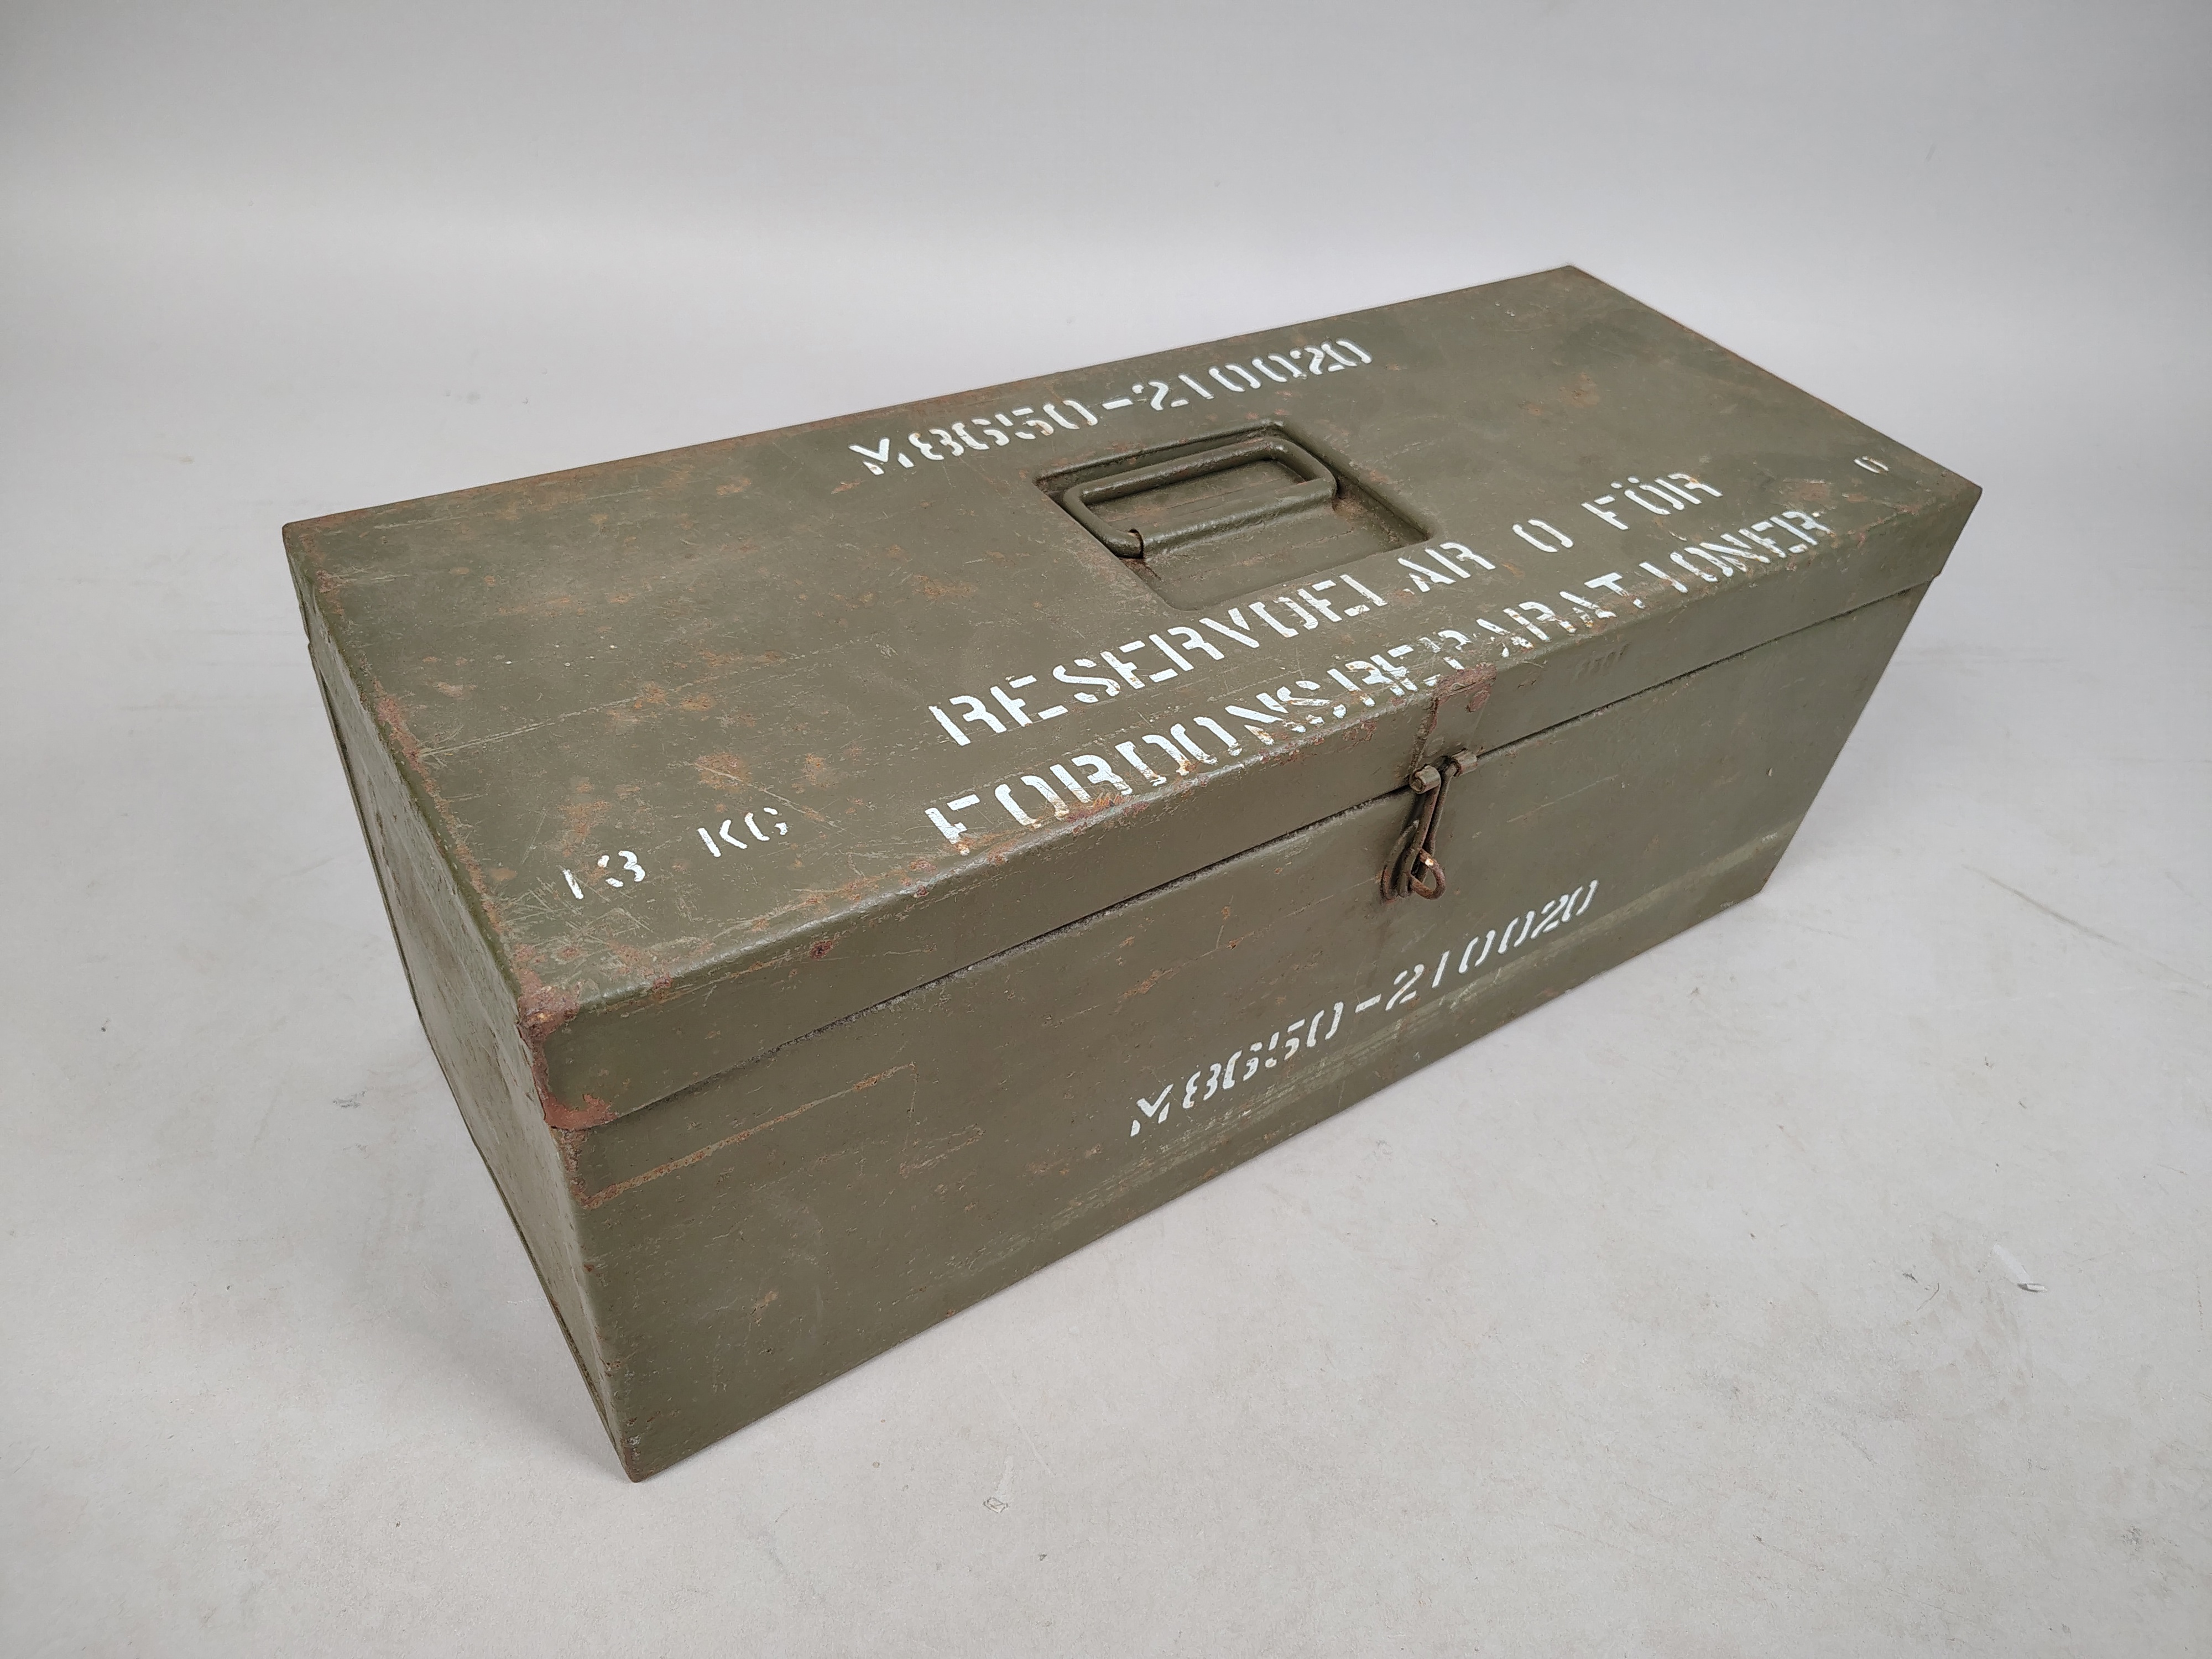 M8650-210020
RESERVDELAR O FÖR
FORDONSREPARATIONER
13 KG
M8650-210020